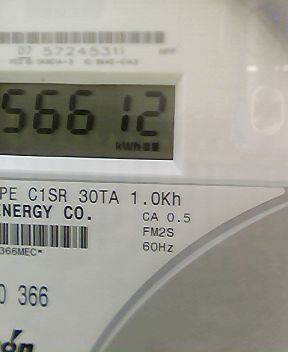 07 57245311
56612
kWh
PE C1SR 30TA 1.0Kh
ENERGY CO.
CA 0.5
FM2S
60Hz
366MEC*
0 366
ón